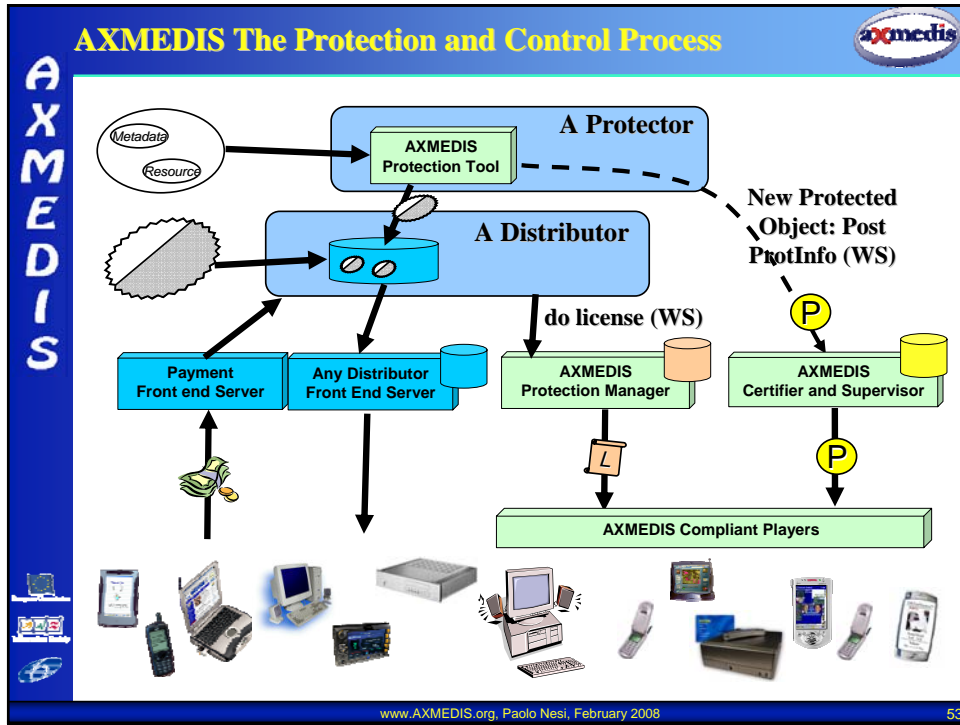 AXMEDIS The Protection and Control Process
axmedis
AXMEDIS
Metadata
Resource
A Protector
AXMEDIS
Protection Tool
New Protected
Object: Post
ProtInfo (WS)
A Distributor
do license (WS)
P
Payment
Front end Server
Any Distributor
Front End Server
AXMEDIS
Protection Manager
AXMEDIS
Certifier and Supervisor
L
P
AXMEDIS Compliant Players
www.AXMEDIS.org, Paolo Nesi, February 2008
53